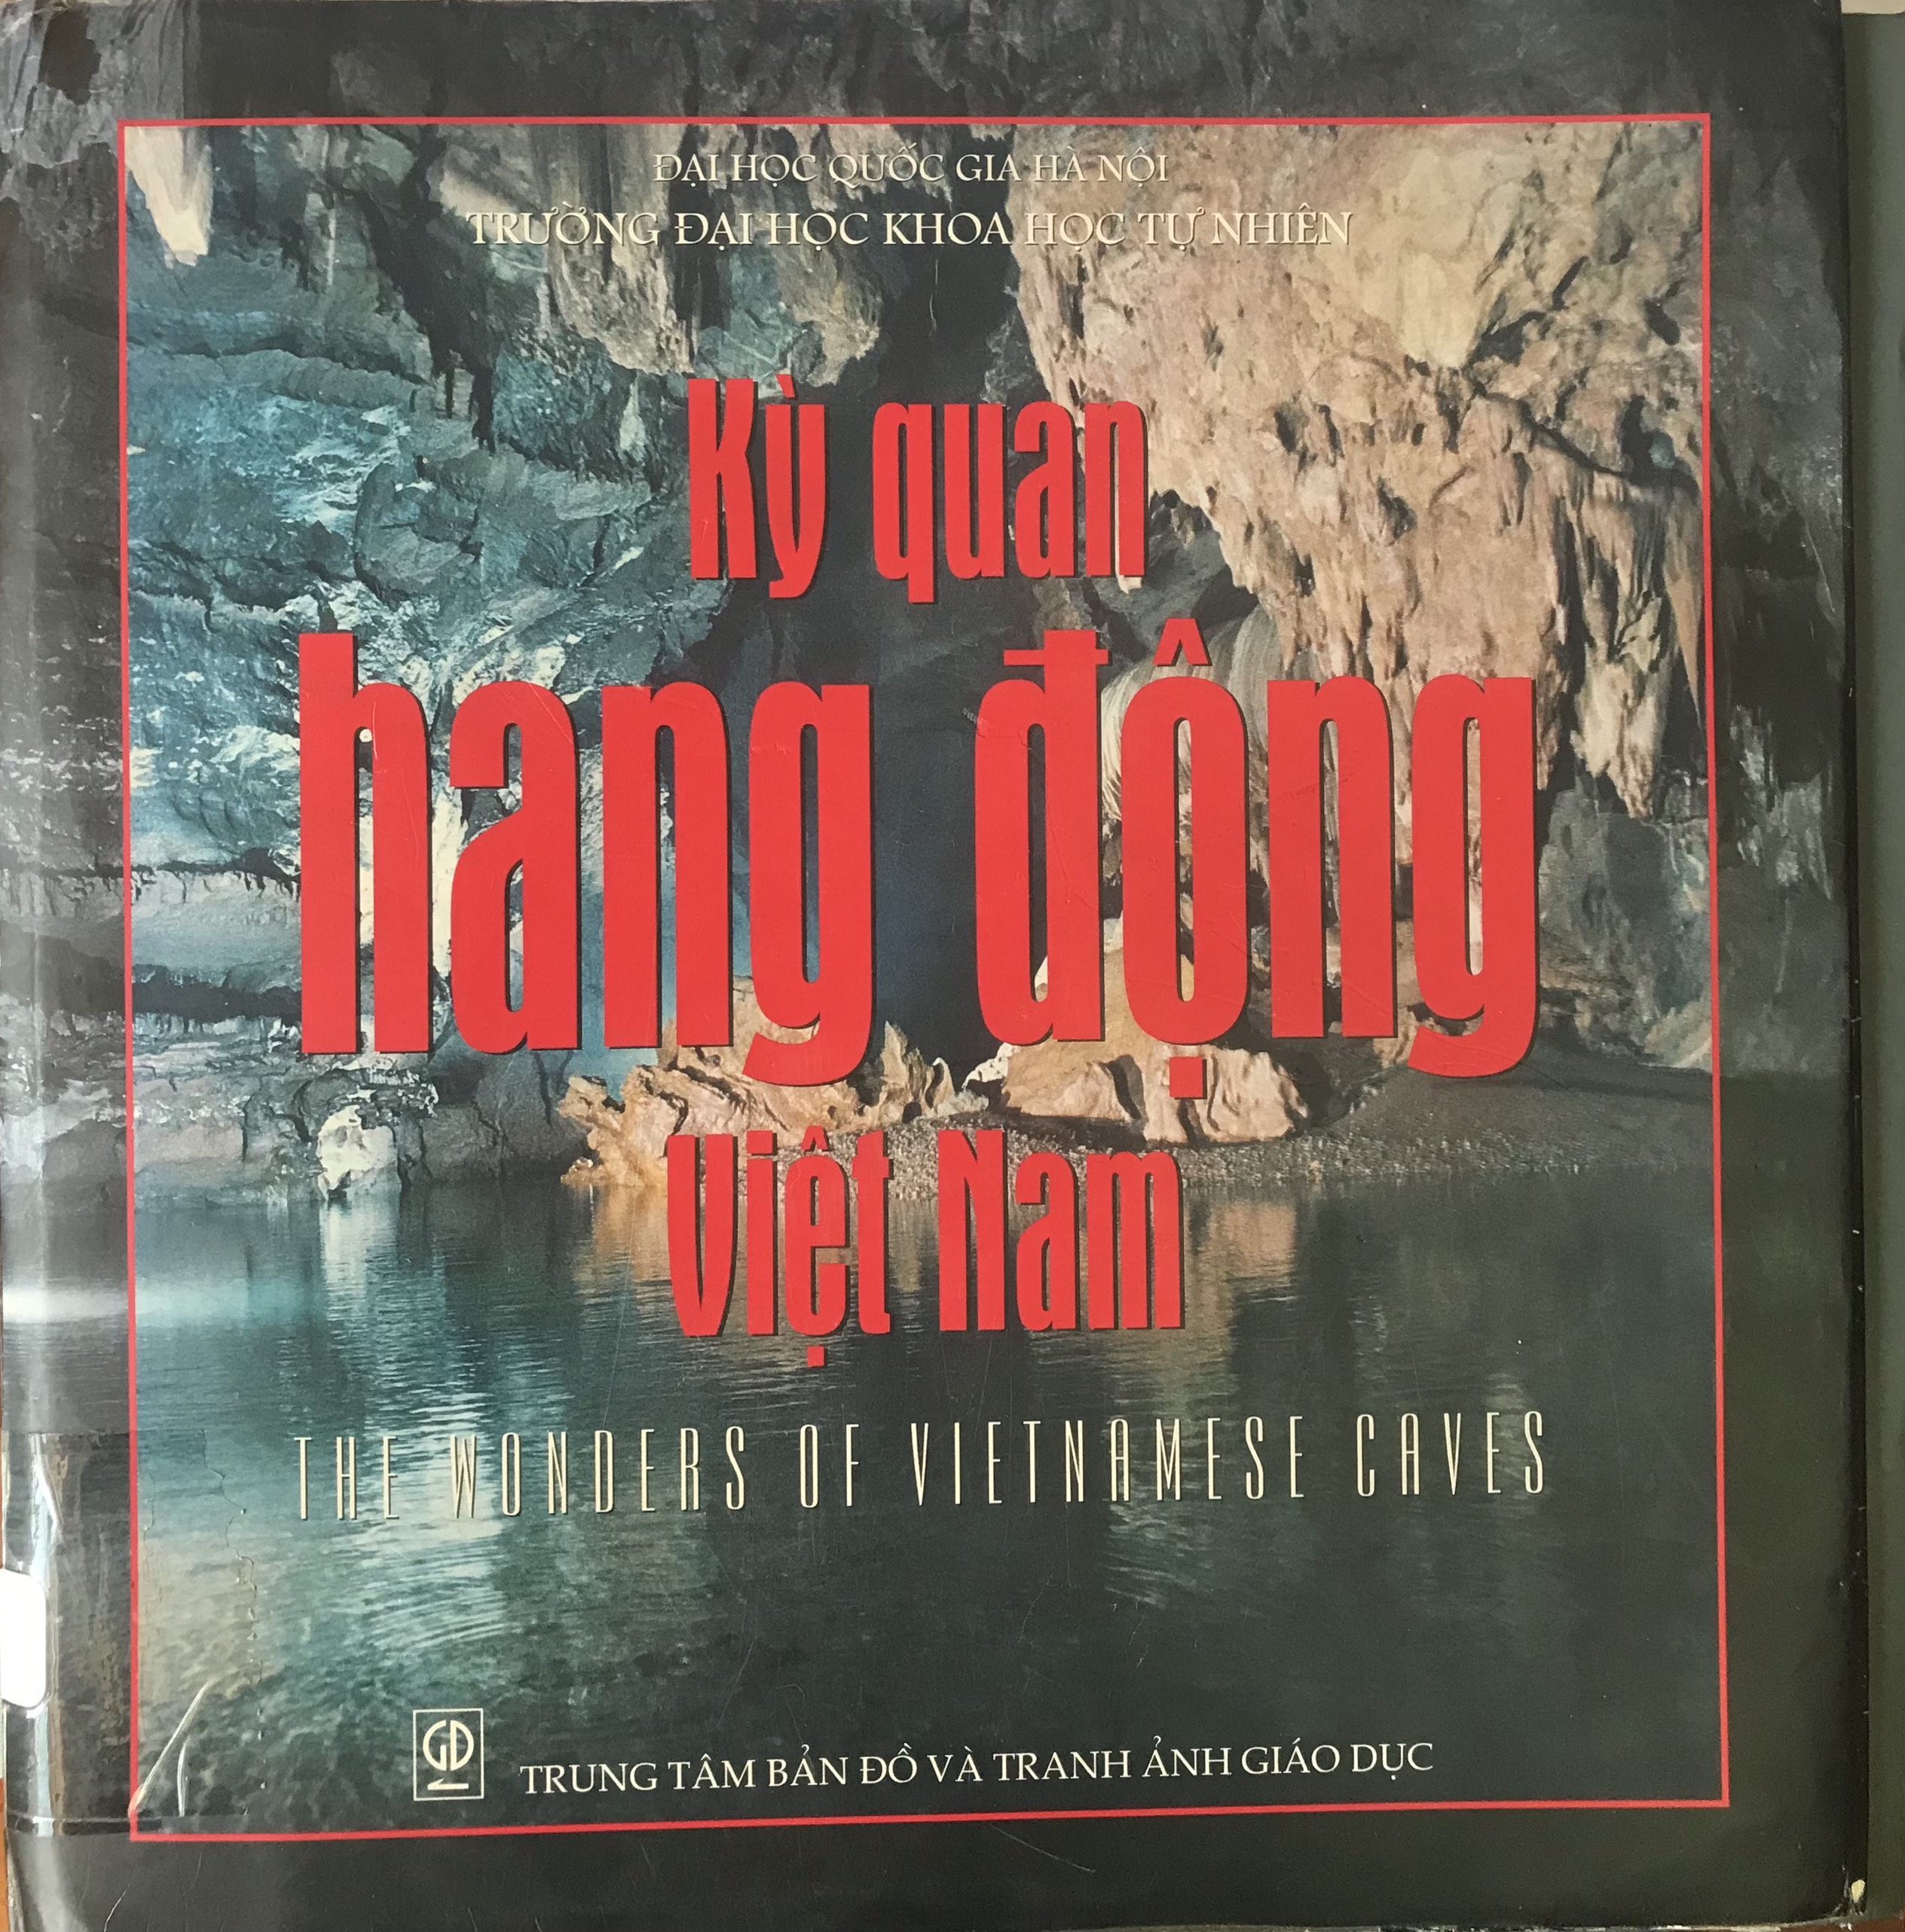 ĐẠI HỌC QUỐC GIA HÀ NỘI
TRƯỜNG ĐẠI HỌC KHOA HỌC TỰ NHIÊN
Kỳ quan
hang động
Việt Nam
THE WONDERS OF VIETNAMESE CAVES
GD
TRUNG TÂM BẢN ĐỒ VÀ TRANH ẢNH GIÁO DỤC